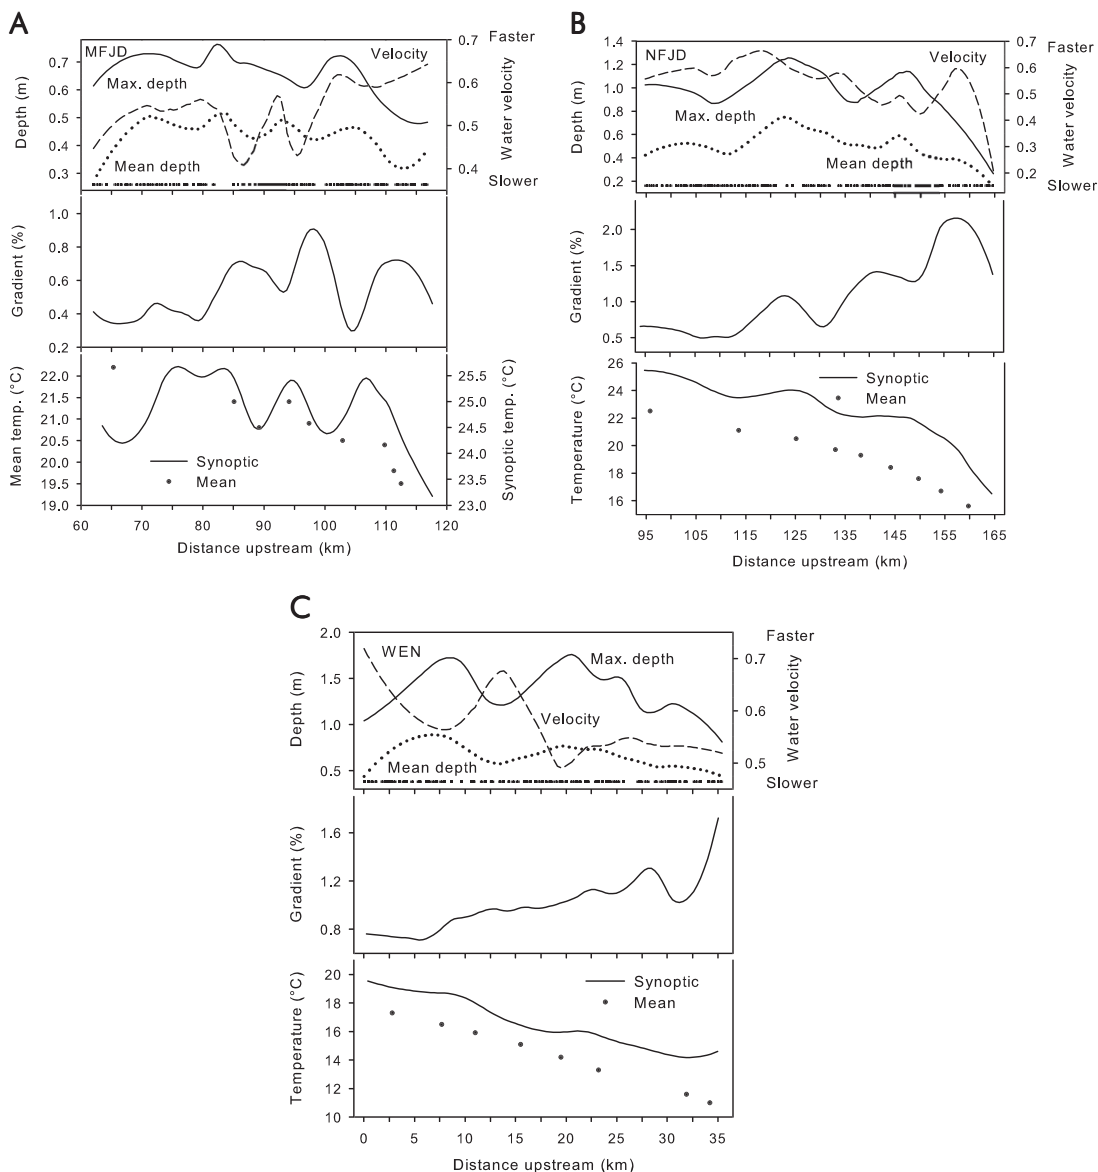 A
MFJD
Velocity
Max. depth
Mean depth
Depth (m)
0.7
0.6
0.5
0.4
0.3
Faster
0.7
0.6
0.5
0.4
Slower
Water velocity
Gradient (%)
1.0
0.8
0.6
0.4
0.2
Mean temp. (°C)
22.0
21.5
21.0
20.5
20.0
19.5
19.0
Synoptic
Mean
25.5
25.0
24.5
24.0
23.5
23.0
Synoptic temp. (°C)
60 70 80 90 100 110 120
Distance upstream (km)
B
NFJD
Velocity
Max. depth
Mean depth
Depth (m)
1.4
1.2
1.0
0.8
0.6
0.4
0.2
Faster
0.7
0.6
0.5
0.4
0.3
0.2
Slower
Water velocity
Gradient (%)
2.0
1.5
1.0
0.5
Temperature (°C)
26
24
22
20
18
16
Synoptic
Mean
95 105 115 125 135 145 155 165
Distance upstream (km)
C
WEN
Max. depth
Velocity
Mean depth
Depth (m)
2.0
1.5
1.0
0.5
Faster
0.7
0.6
0.5
Slower
Water velocity
Gradient (%)
1.6
1.2
0.8
Temperature (°C)
20
18
16
14
12
10
Synoptic
Mean
0 5 10 15 20 25 30 35
Distance upstream (km)